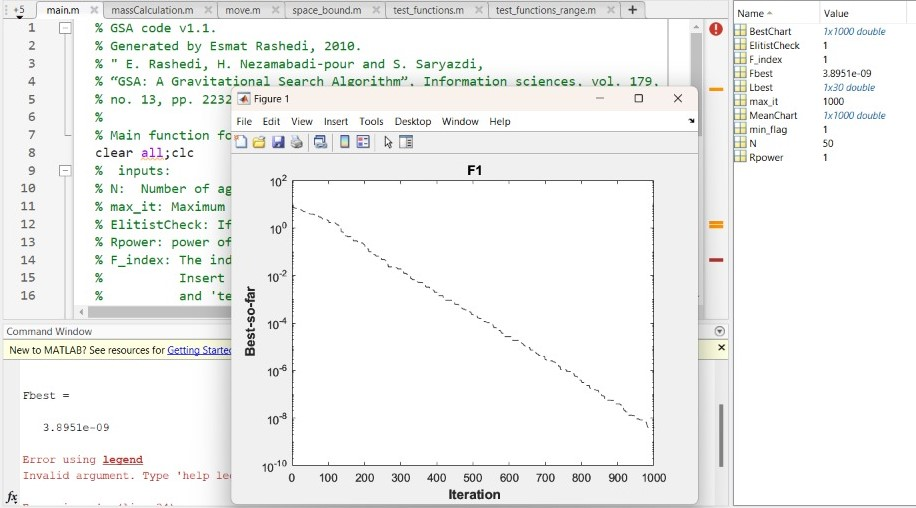 +5
main.m
massCalculation.m
move.m
space_bound.m
test_functions.m
test_functions_range.m
1 % GSA code v1.1.
2 % Generated by Esmat Rashedi, 2010.
3 % " E. Rashedi, H. Nezamabadi-pour and S. Saryazdi,
4 % “GSA: A Gravitational Search Algorithm”, Information sciences, vol. 179,
5 % no. 13, pp. 2232
6 %
7 % Main function fo
8 clear all;clc
9 % inputs:
10 % N: Number of ag
11 % max_it: Maximum
12 % ElitistCheck: If
13 % Rpower: power of
14 % F_index: The ind
15 % Insert
16 % and 'te
Command Window
New to MATLAB? See resources for Getting Started
Fbest =
3.8951e-09
Error using legend
Invalid argument. Type 'help le
fx
Figure 1
File Edit View Insert Tools Desktop Window Help
F1
Best-so-far
10^2
10^0
10^-2
10^-4
10^-6
10^-8
10^-10
0 100 200 300 400 500 600 700 800 900 1000
Iteration
Name Value
BestChart 1x1000 double
ElitistCheck 1
F_index 1
Fbest 3.8951e-09
Lbest 1x30 double
max_it 1000
MeanChart 1x1000 double
min_flag 1
N 50
Rpower 1